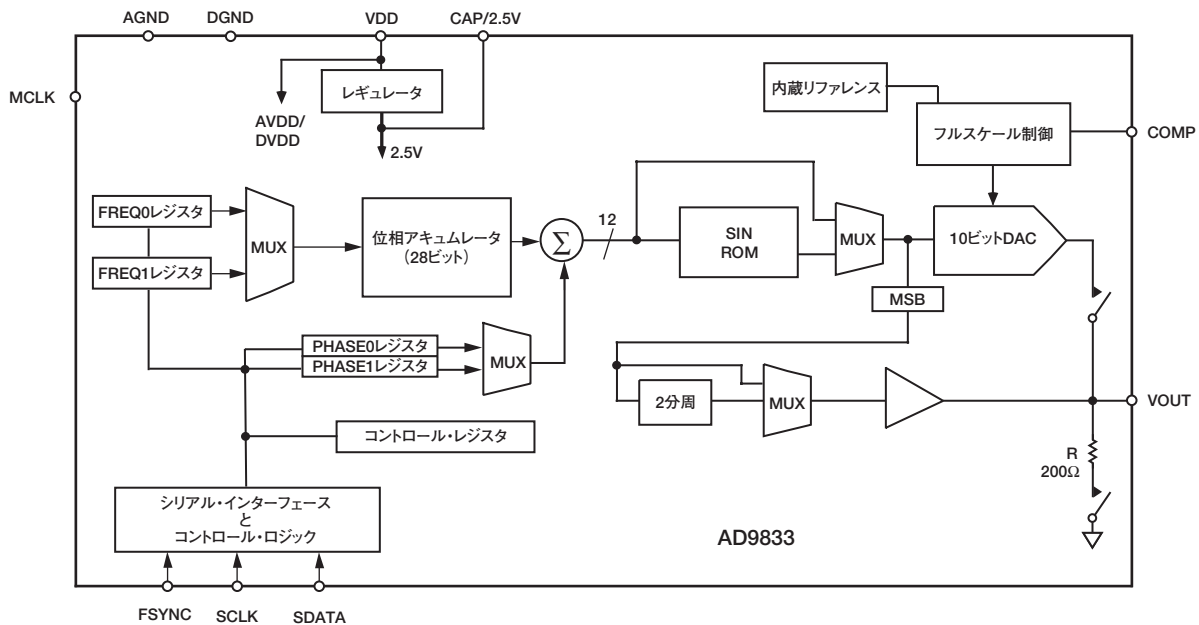 AGND
DGND
VDD
CAP/2.5V
MCLK
レギュレータ
AVDD/
DVDD
2.5V
内蔵リファレンス
フルスケール制御
COMP
FREQ0レジスタ
FREQ1レジスタ
MUX
位相アキュムレータ
(28ビット)
Σ
12
SIN
ROM
MUX
10ビットDAC
MSB
PHASE0レジスタ
PHASE1レジスタ
MUX
2分周
MUX
VOUT
コントロール・レジスタ
R
200Ω
シリアル・インターフェース
と
コントロール・ロジック
AD9833
FSYNC
SCLK
SDATA